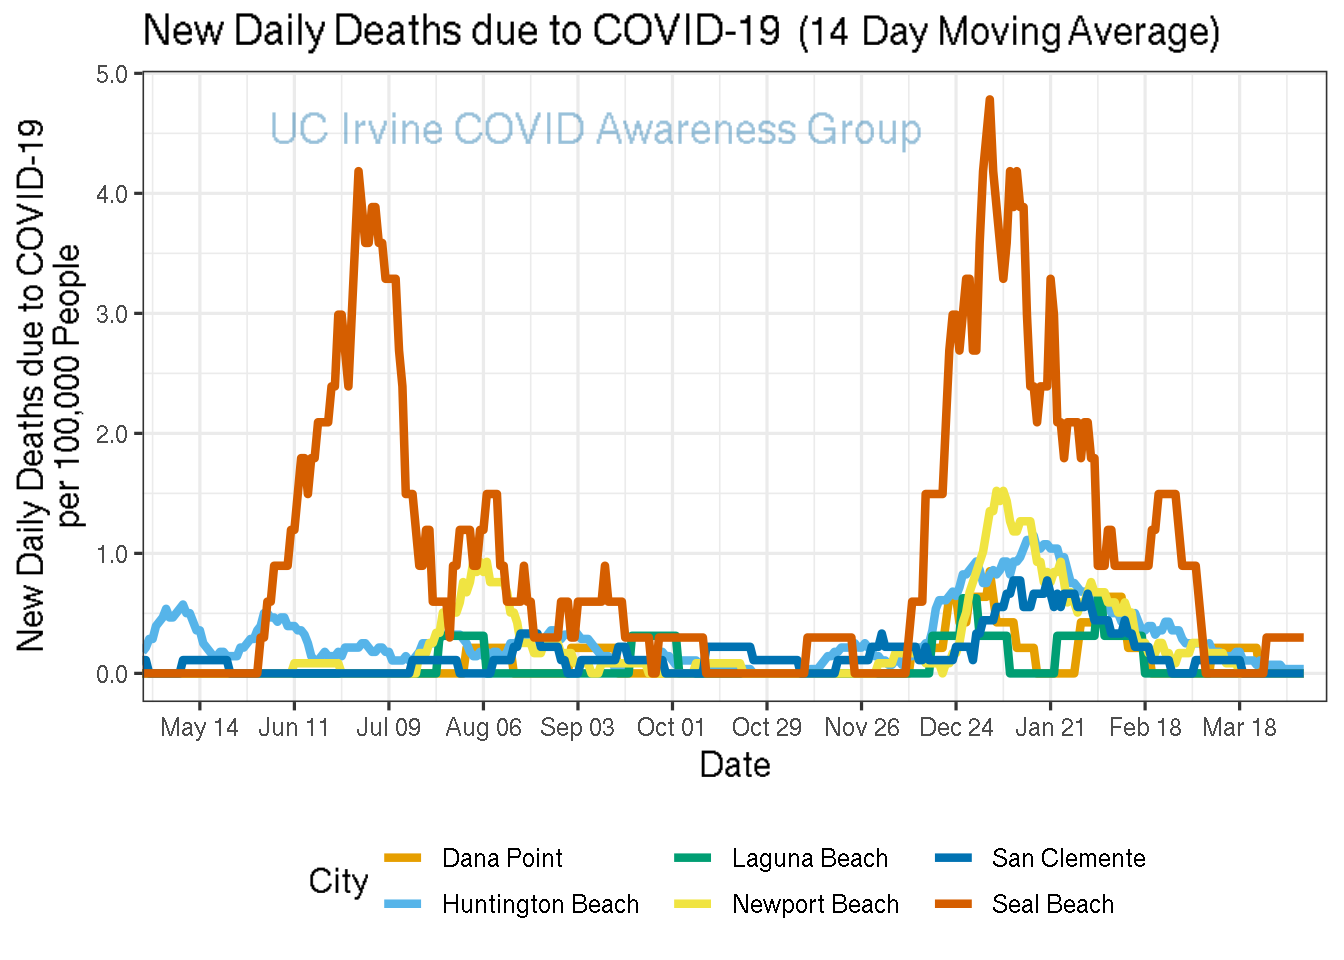 New Daily Deaths due to COVID-19 (14 Day Moving Average)
UC Irvine COVID Awareness Group
New Daily Deaths due to COVID-19
per 100,000 People
5.0
4.0
3.0
2.0
1.0
0.0
May 14 Jun 11 Jul 09 Aug 06 Sep 03 Oct 01 Oct 29 Nov 26 Dec 24 Jan 21 Feb 18 Mar 18
Date
City
Dana Point Laguna Beach San Clemente
Huntington Beach Newport Beach Seal Beach